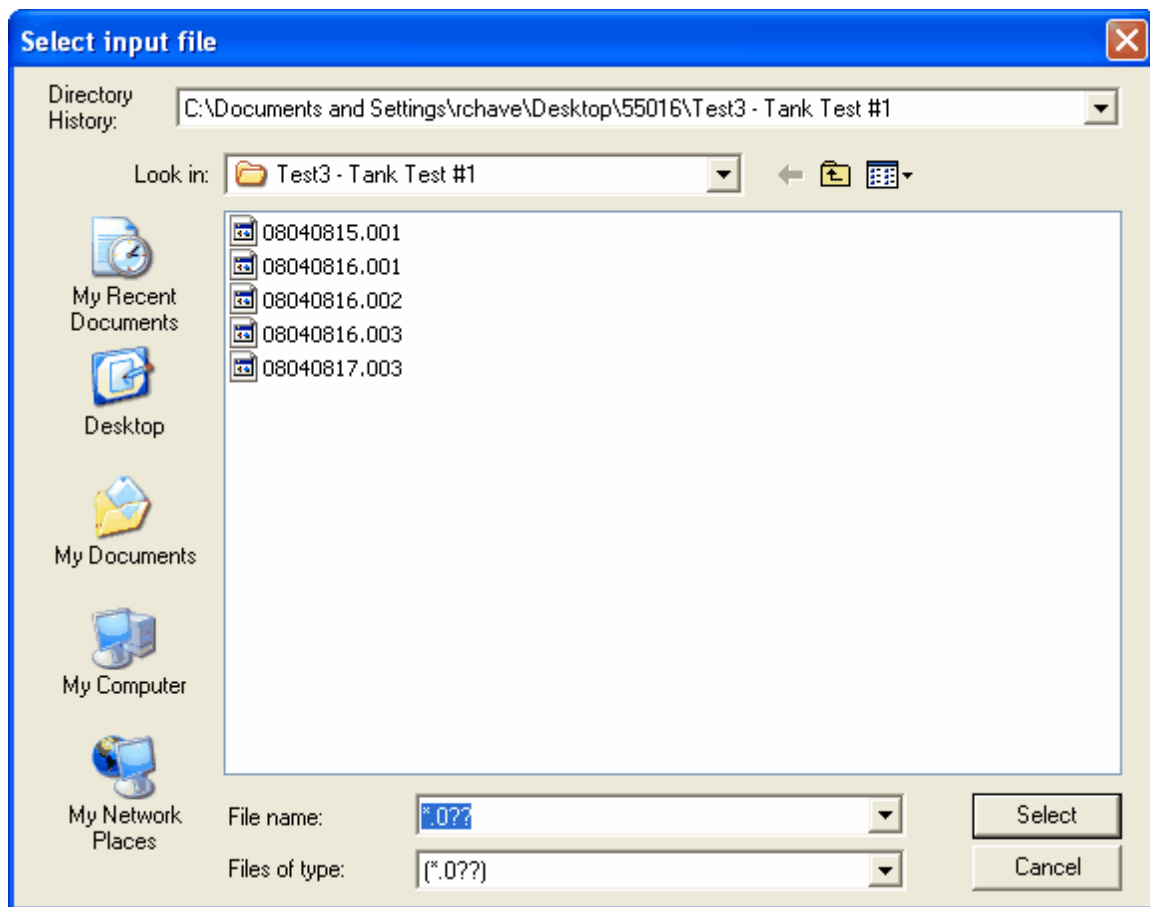 Select input file
Directory
History:
C:\Documents and Settings\rchave\Desktop\55016\Test3 - Tank Test #1
Look in:
Test3 - Tank Test #1
08040815.001
08040816.001
08040816.002
08040816.003
08040817.003
My Recent
Documents
Desktop
My Documents
My Computer
My Network
Places
File name:
*.0??
Select
Files of type:
(*.0??)
Cancel